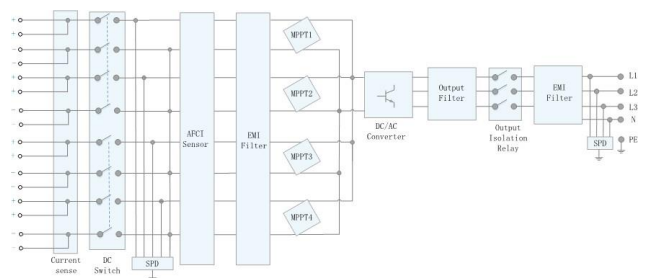 +
+
-
-
+
+
-
-
+
+
-
-
+
+
-
-
Current
sense
DC
Switch
SPD
AFCI
Sensor
EMI
Filter
MPPT1
MPPT2
MPPT3
MPPT4
DC/AC
Converter
Output
Filter
Output
Isolation
Relay
EMI
Filter
SPD
L1
L2
L3
N
PE